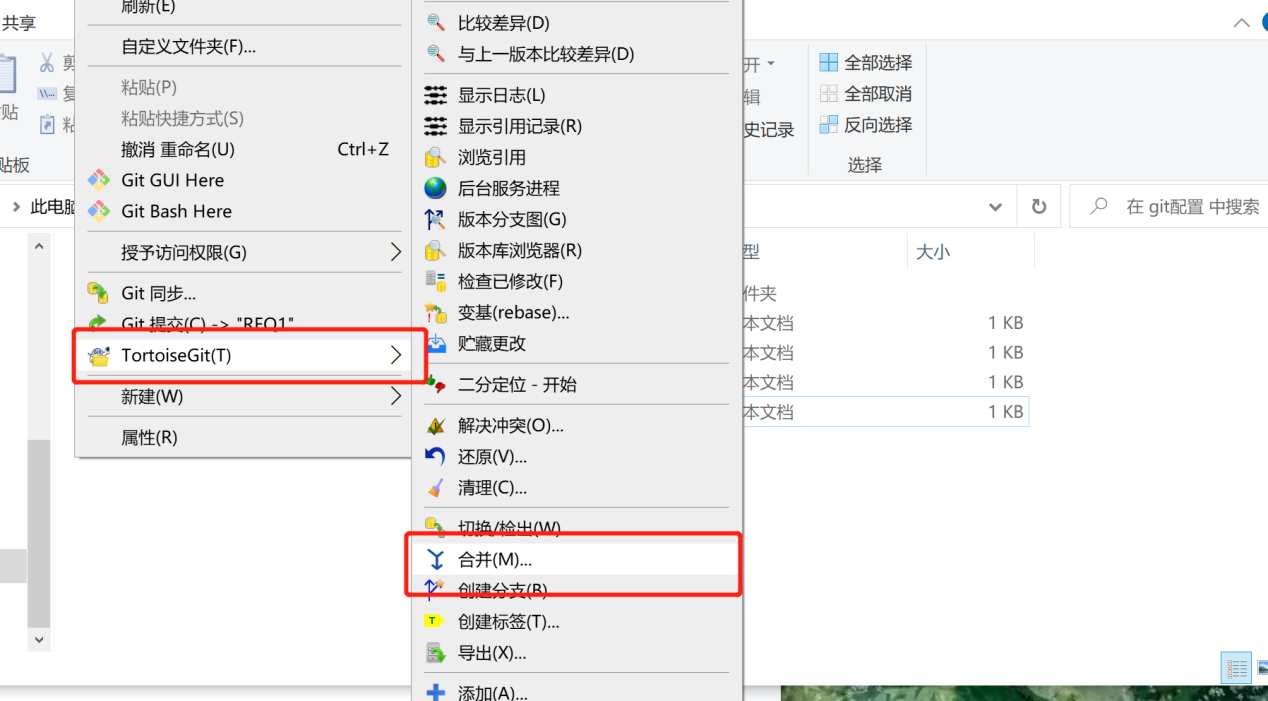 共享
刷新(E)
自定义文件夹(F)...
粘贴(P)
粘贴快捷方式(S)
撤消 重命名(U) Ctrl+Z
Git GUI Here
Git Bash Here
授予访问权限(G)
Git 同步...
Git 提交(C) -> "RFQ1"
TortoiseGit(T)
新建(W)
属性(R)
比较差异(D)
与上一版本比较差异(D)
显示日志(L)
显示引用记录(R)
浏览引用
后台服务进程
版本分支图(G)
版本库浏览器(R)
检查已修改(F)
变基(rebase)...
贮藏更改
二分定位 - 开始
解决冲突(O)...
还原(V)...
清理(C)...
切换/检出(W)
合并(M)...
创建分支(B)
创建标签(T)...
导出(X)...
添加(A)...
剪
复
贴
粘
贴板
此电脑
开
辑
史记录
全部选择
全部取消
反向选择
选择
在 git配置 中搜索
型 大小
件夹
本文档 1 KB
本文档 1 KB
本文档 1 KB
本文档 1 KB